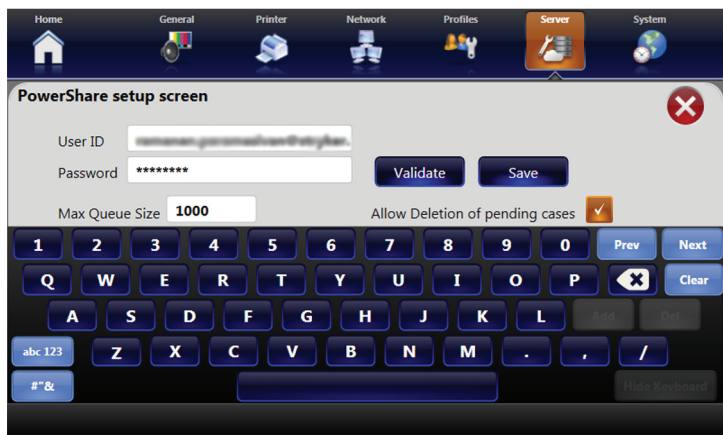 Home General Printer Network Profiles Server System
PowerShare setup screen
User ID
Password ******** Validate Save
Max Queue Size 1000 Allow Deletion of pending cases
1 2 3 4 5 6 7 8 9 0 Prev Next
Q W E R T Y U I O P Clear
A S D F G H J K L Add Del
abc 123 Z X C V B N M . , /
#"& Hide Keyboard